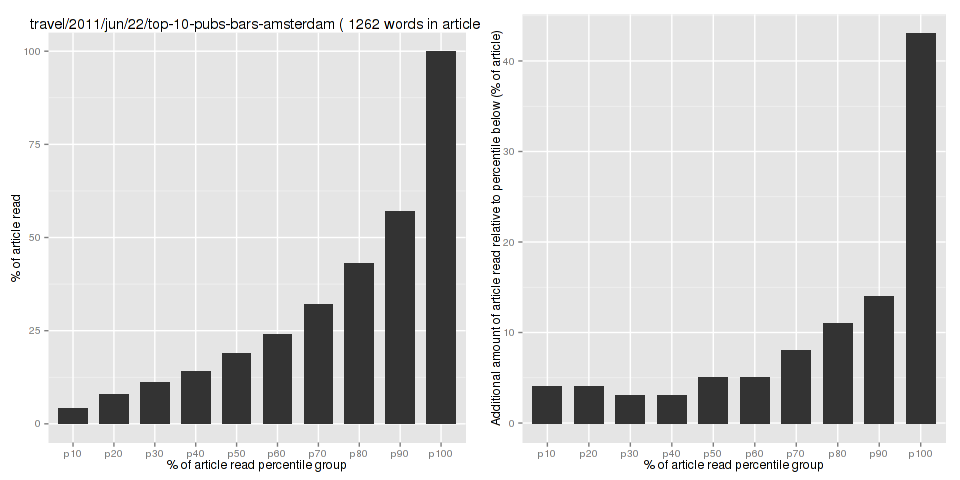 travel/2011/jun/22/top-10-pubs-bars-amsterdam ( 1262 words in article
% of article read
100
75
50
25
0
p10 p20 p30 p40 p50 p60 p70 p80 p90 p100
% of article read percentile group
Additional amount of article read relative to percentile below (% of article)
40
30
20
10
0
p10 p20 p30 p40 p50 p60 p70 p80 p90 p100
% of article read percentile group